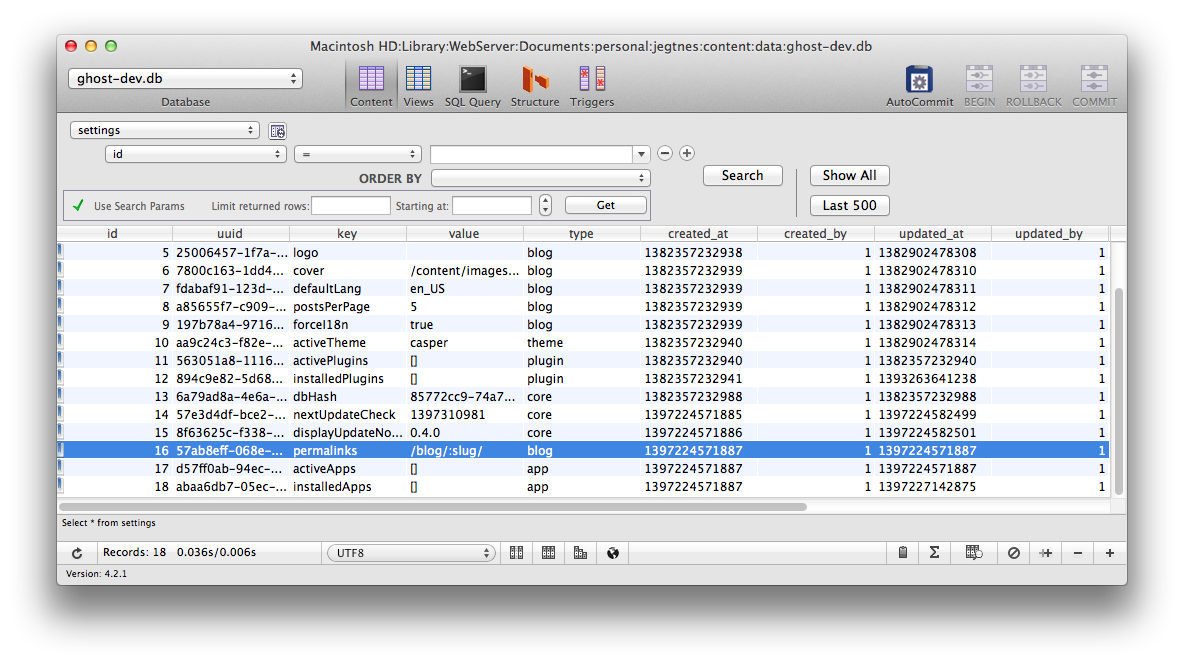 Macintosh HD:Library:WebServer:Documents:personal:jegtnes:content:data:ghost-dev.db
ghost-dev.db
Database
Content Views SQL Query Structure Triggers
AutoCommit BEGIN ROLLBACK COMMIT
settings
id =
ORDER BY
Search Show All
Use Search Params Limit returned rows: Starting at: Get
Last 500
id uuid key value type created_at created_by updated_at updated_by
5 25006457-1f7a-... logo blog 1382357232938 1 1382902478308 1
6 7800c163-1dd4... cover /content/images... blog 1382357232939 1 1382902478310 1
7 fdabaf91-123d-... defaultLang en_US blog 1382357232939 1 1382902478311 1
8 a85655f7-c909-... postsPerPage 5 blog 1382357232939 1 1382902478312 1
9 197b78a4-9716... forceI18n true blog 1382357232939 1 1382902478313 1
10 aa9c24c3-f82e-... activeTheme casper theme 1382357232940 1 1382902478314 1
11 563051a8-1116... activePlugins [] plugin 1382357232940 1 1382357232940 1
12 894c9e82-5d68... installedPlugins [] plugin 1382357232941 1 1393263641238 1
13 6a79ad8a-4e6a-... dbHash 85772cc9-74a7... core 1382357232988 1 1382357232988 1
14 57e3d4df-bce2-... nextUpdateCheck 1397310981 core 1397224571885 1 1397224582499 1
15 8f63625c-f338-... displayUpdateNo... 0.4.0 core 1397224571886 1 1397224582501 1
16 57ab8eff-068e-... permalinks /blog/:slug/ blog 1397224571887 1 1397224571887 1
17 d57ff0ab-94ec-... activeApps [] app 1397224571887 1 1397224571887 1
18 abaa6db7-05ec-... installedApps [] app 1397224571887 1 1397227142875 1
Select * from settings
Records: 18 0.036s/0.006s UTF8
Version: 4.2.1